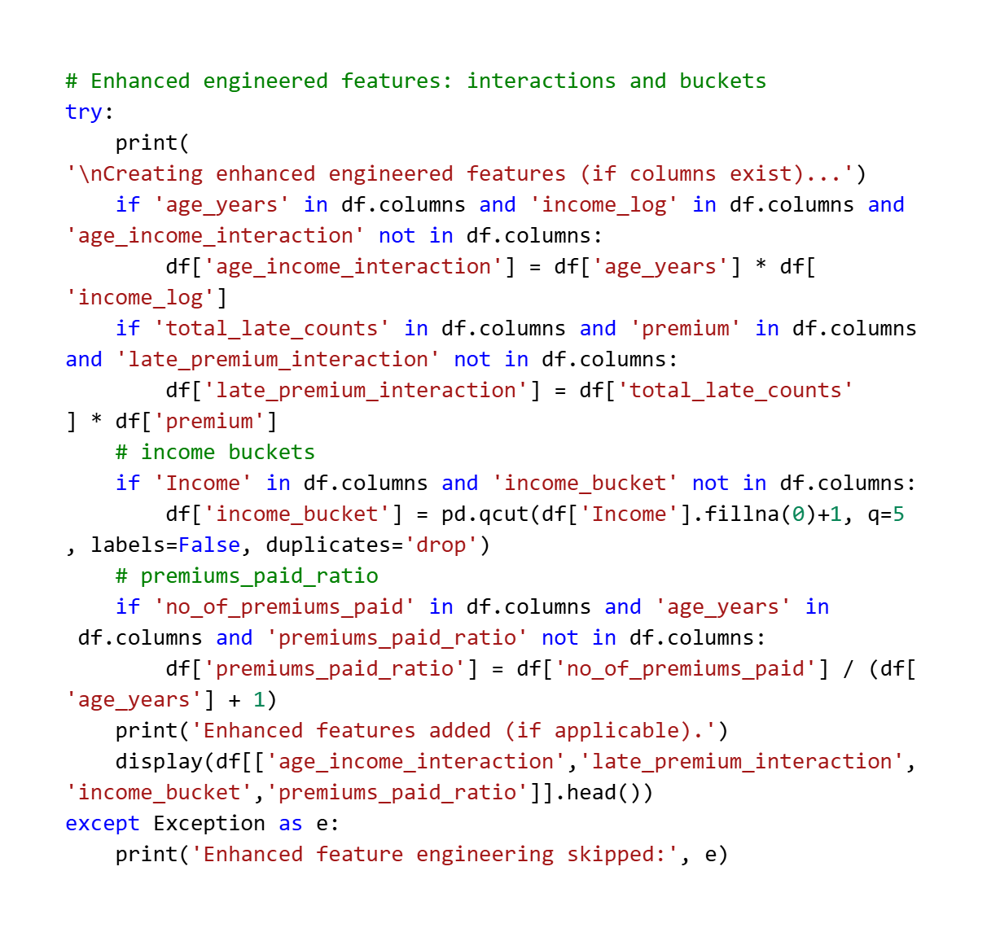 # Enhanced engineered features: interactions and buckets
try:
    print(
'\nCreating enhanced engineered features (if columns exist)...')
    if 'age_years' in df.columns and 'income_log' in df.columns and
'age_income_interaction' not in df.columns:
        df['age_income_interaction'] = df['age_years'] * df[
'income_log']
    if 'total_late_counts' in df.columns and 'premium' in df.columns
and 'late_premium_interaction' not in df.columns:
        df['late_premium_interaction'] = df['total_late_counts'
] * df['premium']
    # income buckets
    if 'Income' in df.columns and 'income_bucket' not in df.columns:
        df['income_bucket'] = pd.qcut(df['Income'].fillna(0)+1, q=5
, labels=False, duplicates='drop')
    # premiums_paid_ratio
    if 'no_of_premiums_paid' in df.columns and 'age_years' in
 df.columns and 'premiums_paid_ratio' not in df.columns:
        df['premiums_paid_ratio'] = df['no_of_premiums_paid'] / (df[
'age_years'] + 1)
    print('Enhanced features added (if applicable).')
    display(df[['age_income_interaction','late_premium_interaction',
'income_bucket','premiums_paid_ratio']].head())
except Exception as e:
    print('Enhanced feature engineering skipped:', e)